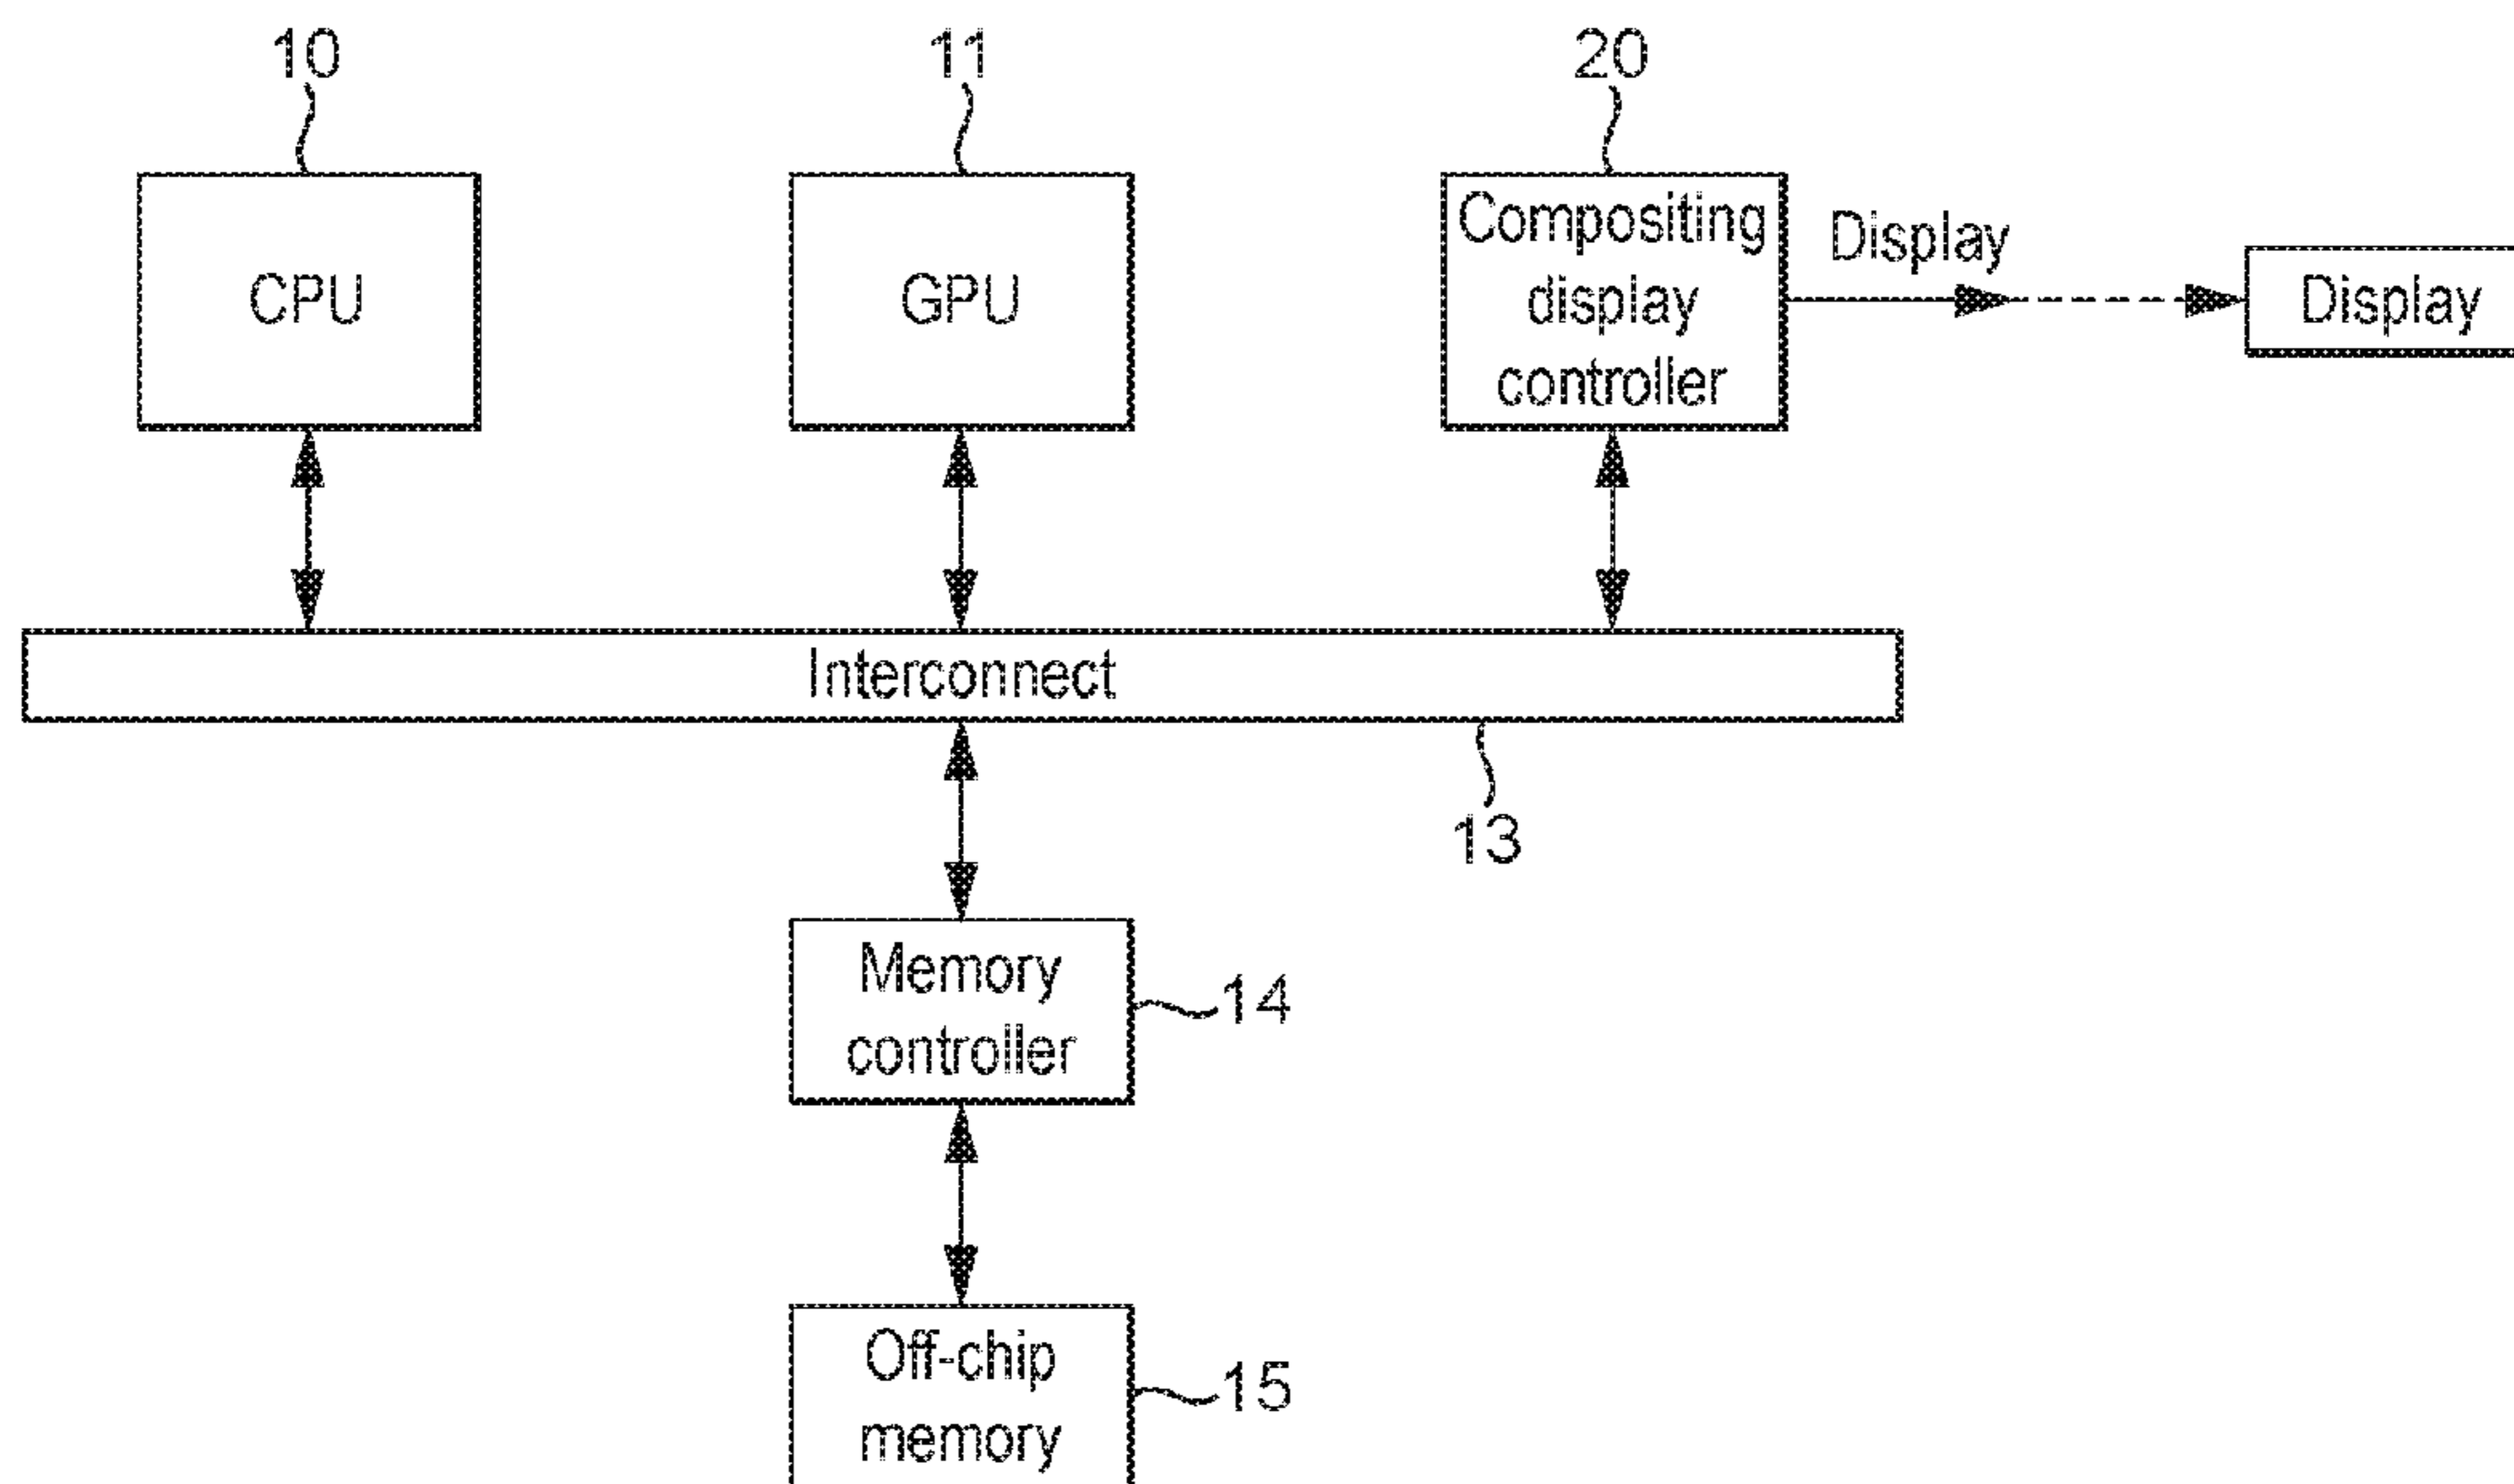 10
11
20
CPU
GPU
Compositing
display
controller
Display
Display
Interconnect
13
Memory
controller
14
Off-chip
memory
15